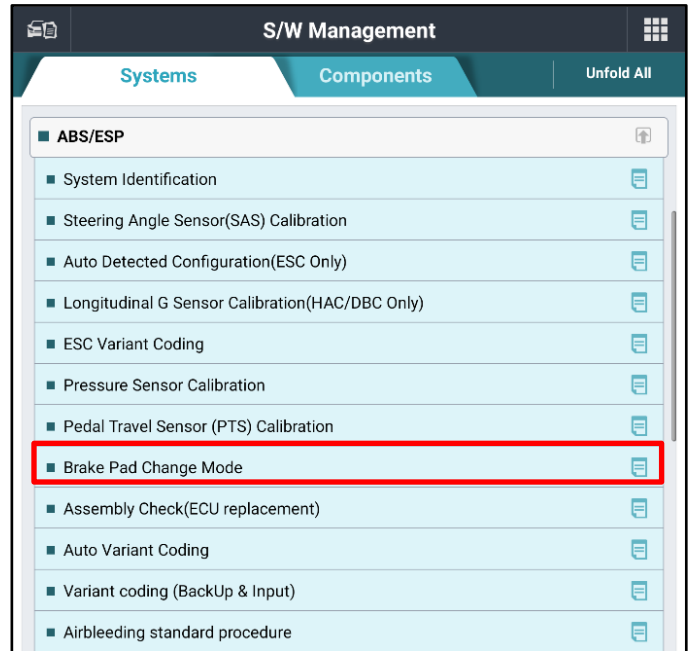 S/W Management
Systems
Components
Unfold All
ABS/ESP
System Identification
Steering Angle Sensor(SAS) Calibration
Auto Detected Configuration(ESC Only)
Longitudinal G Sensor Calibration(HAC/DBC Only)
ESC Variant Coding
Pressure Sensor Calibration
Pedal Travel Sensor (PTS) Calibration
Brake Pad Change Mode
Assembly Check(ECU replacement)
Auto Variant Coding
Variant coding (BackUp & Input)
Airbleeding standard procedure